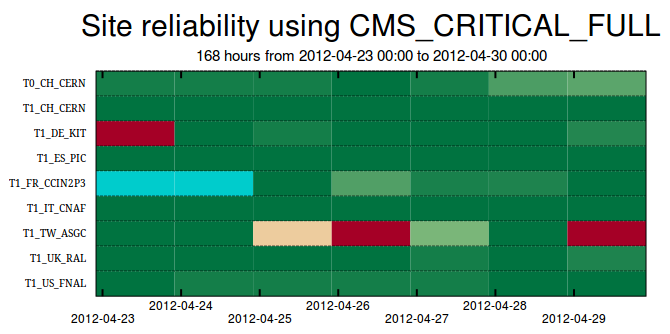 Site reliability using CMS_CRITICAL_FULL
168 hours from 2012-04-23 00:00 to 2012-04-30 00:00
T0_CH_CERN
T1_CH_CERN
T1_DE_KIT
T1_ES_PIC
T1_FR_CCIN2P3
T1_IT_CNAF
T1_TW_ASGC
T1_UK_RAL
T1_US_FNAL
2012-04-23
2012-04-24
2012-04-25
2012-04-26
2012-04-27
2012-04-28
2012-04-29